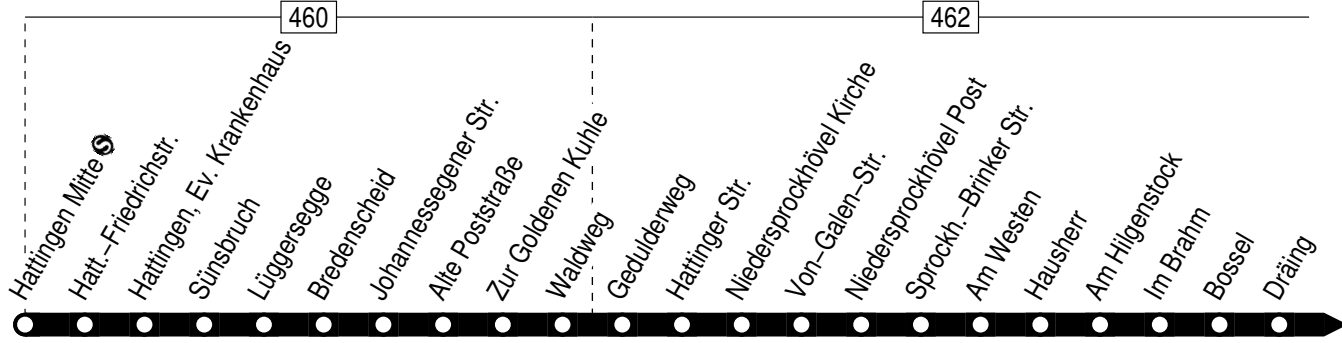 460
462
Hattingen Mitte S
Hatt.–Friedrichstr.
Hattingen, Ev. Krankenhaus
Sünsbruch
Lüggersegge
Bredenscheid
Johannessegener Str.
Alte Poststraße
Zur Goldenen Kuhle
Waldweg
Gedulderweg
Hattinger Str.
Niedersprockhövel Kirche
Von–Galen–Str.
Niedersprockhövel Post
Sprockh.–Brinker Str.
Am Westen
Hausherr
Am Hilgenstock
Im Brahm
Bossel
Dräing